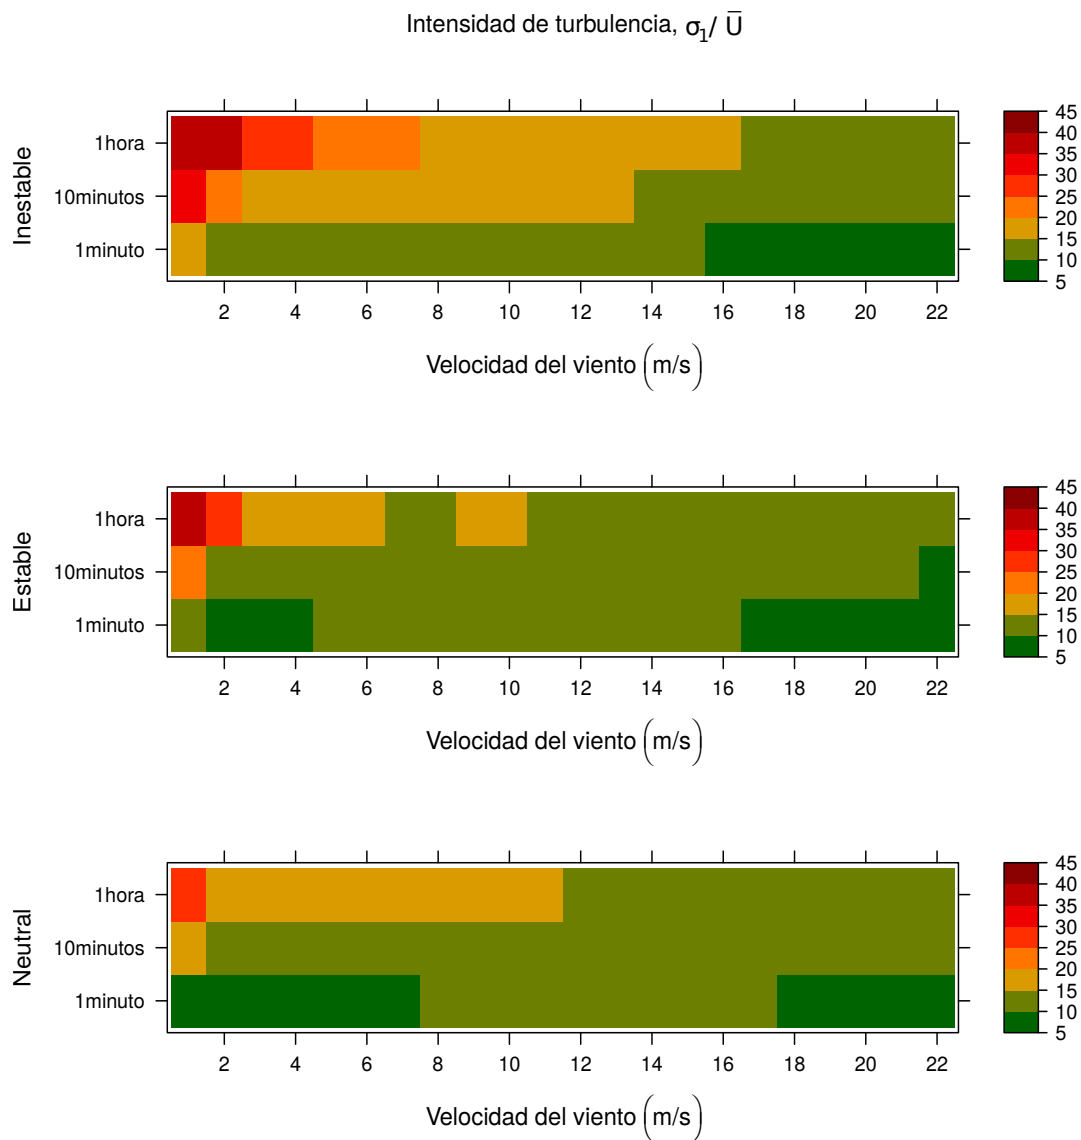 Intensidad de turbulencia, σ1/ Ū
Inestable
1hora
10minutos
1minuto
2 4 6 8 10 12 14 16 18 20 22
Velocidad del viento (m/s)
45
40
35
30
25
20
15
10
5
Estable
1hora
10minutos
1minuto
2 4 6 8 10 12 14 16 18 20 22
Velocidad del viento (m/s)
45
40
35
30
25
20
15
10
5
Neutral
1hora
10minutos
1minuto
2 4 6 8 10 12 14 16 18 20 22
Velocidad del viento (m/s)
45
40
35
30
25
20
15
10
5